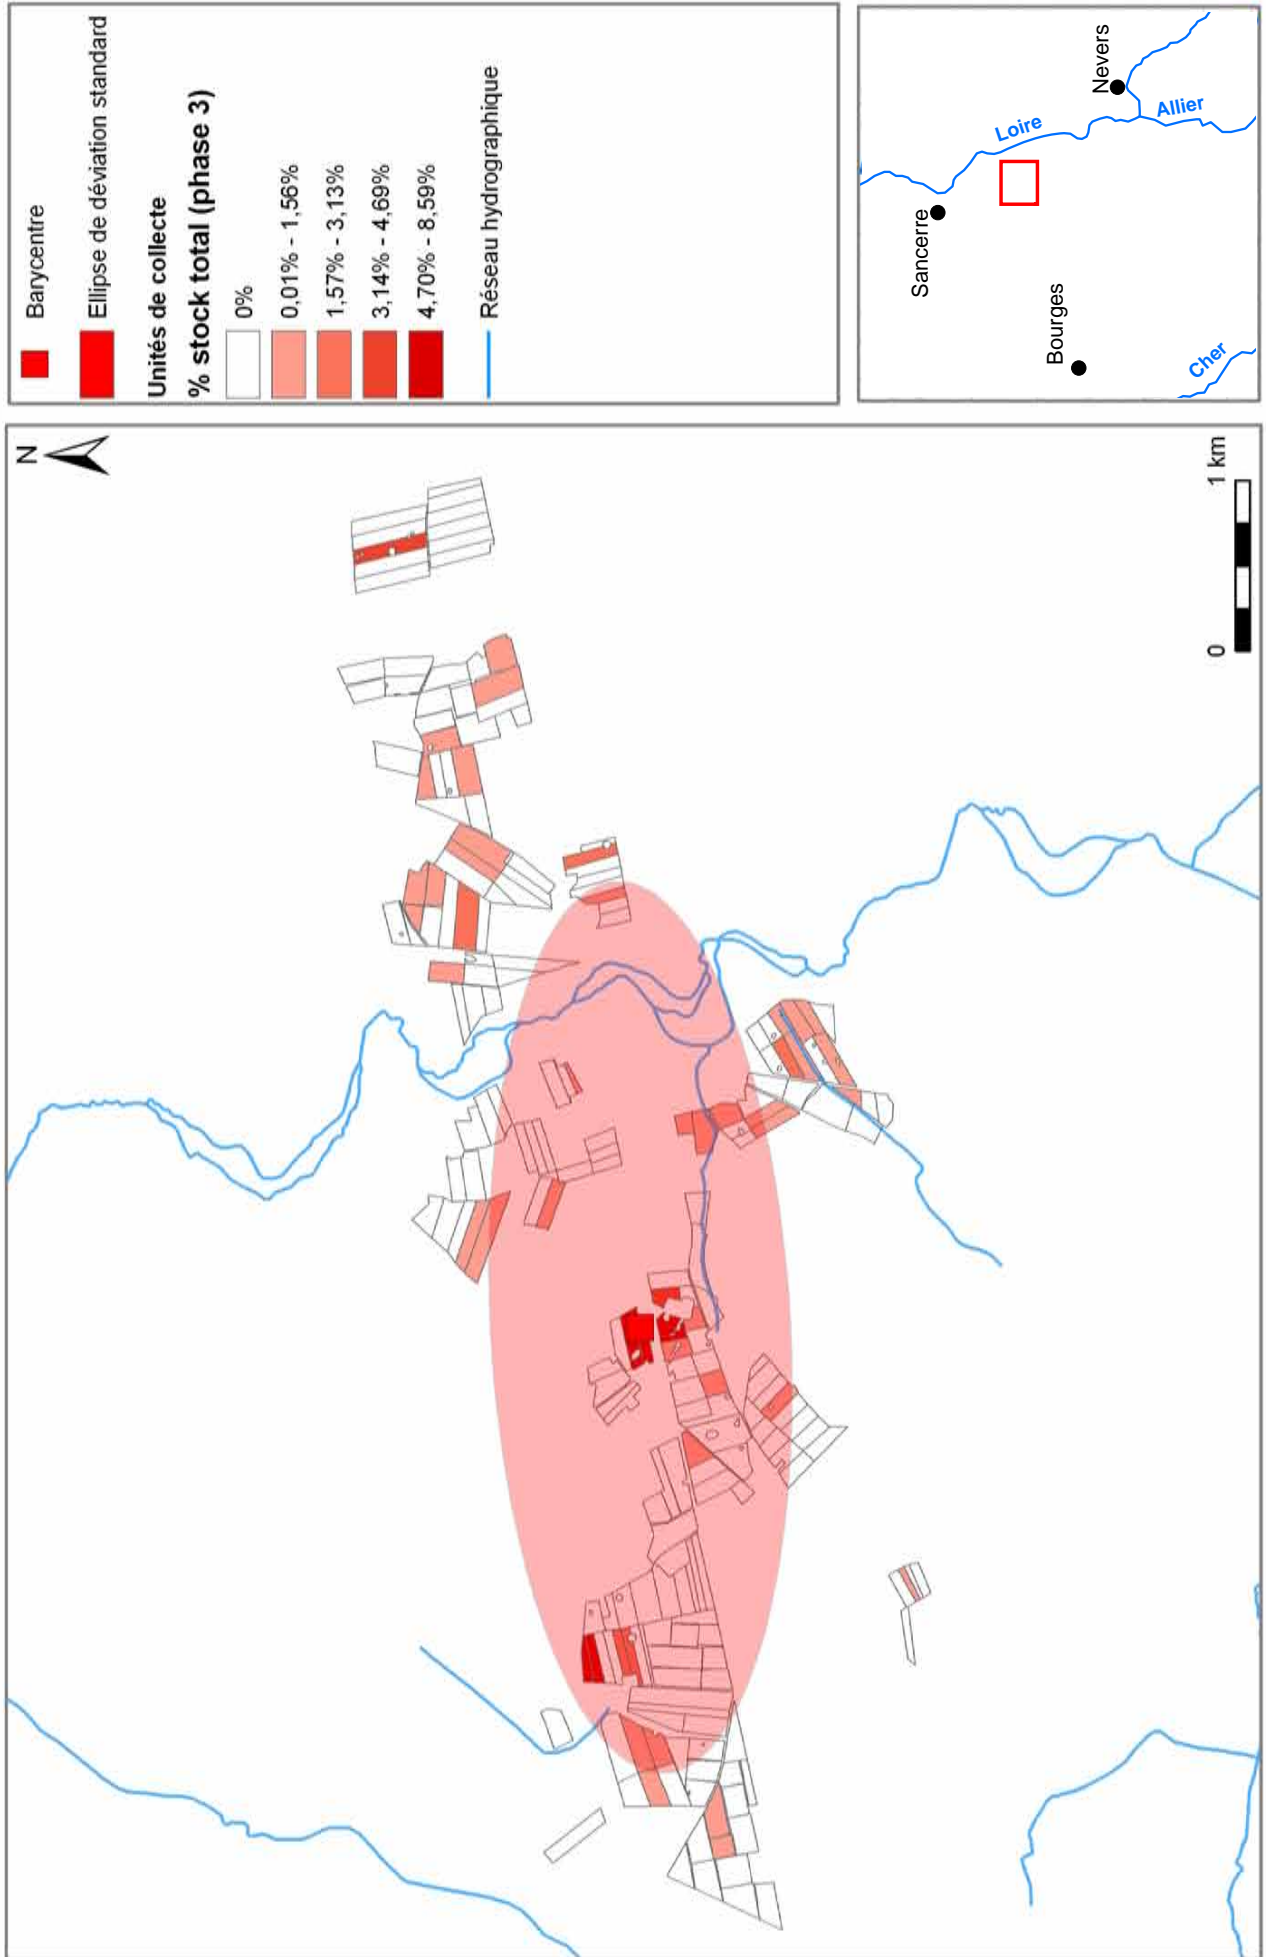 Barycentre
Ellipse de déviation standard
Unités de collecte
% stock total (phase 3)
0%
0,01% - 1,56%
1,57% - 3,13%
3,14% - 4,69%
4,70% - 8,59%
Réseau hydrographique
Sancerre
Nevers
Loire
Allier
Bourges
Cher
N
0 1 km